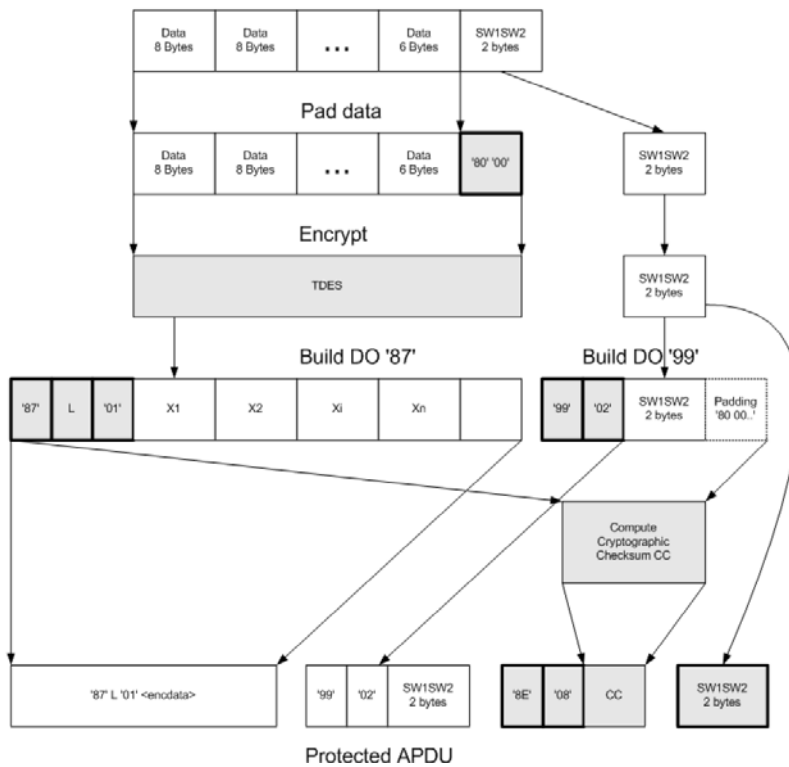 Data
8 Bytes
Data
8 Bytes
...
Data
6 Bytes
SW1SW2
2 bytes
Pad data
Data
8 Bytes
Data
8 Bytes
...
Data
6 Bytes
'80' '00'
SW1SW2
2 bytes
Encrypt
TDES
SW1SW2
2 bytes
Build DO '87'
Build DO '99'
'87'
L
'01'
X1
X2
Xi
Xn
'99'
'02'
SW1SW2
2 bytes
Padding
'80 00..'
Compute
Cryptographic
Checksum CC
'87' L '01' <encdata>
'99'
'02'
SW1SW2
2 bytes
'8E'
'08'
CC
SW1SW2
2 bytes
Protected APDU